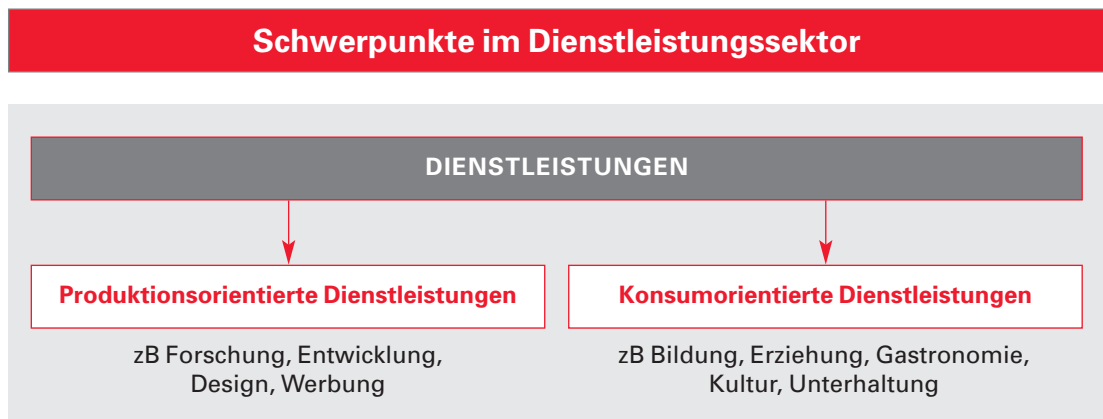 Schwerpunkte im Dienstleistungssektor
DIENSTLEISTUNGEN
Produktionsorientierte Dienstleistungen
zB Forschung, Entwicklung,
Design, Werbung
Konsumorientierte Dienstleistungen
zB Bildung, Erziehung, Gastronomie,
Kultur, Unterhaltung